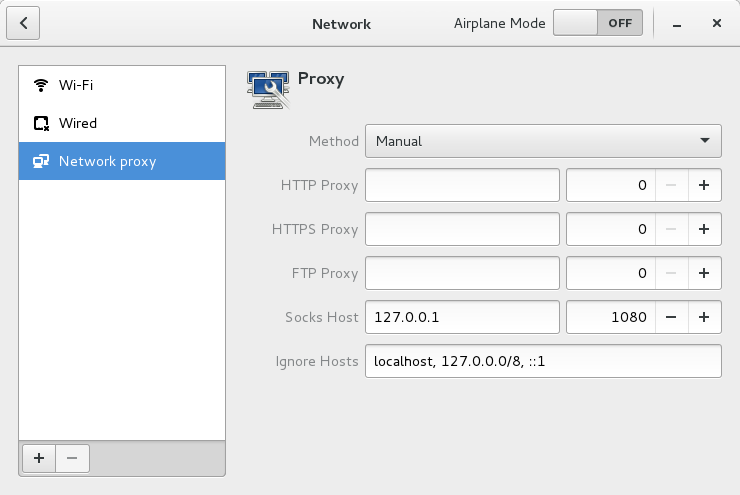 Network
Airplane Mode OFF
Wi-Fi
Wired
Network proxy
Proxy
Method Manual
HTTP Proxy 0 − +
HTTPS Proxy 0 − +
FTP Proxy 0 − +
Socks Host 127.0.0.1 1080 − +
Ignore Hosts localhost, 127.0.0.0/8, ::1
+ −